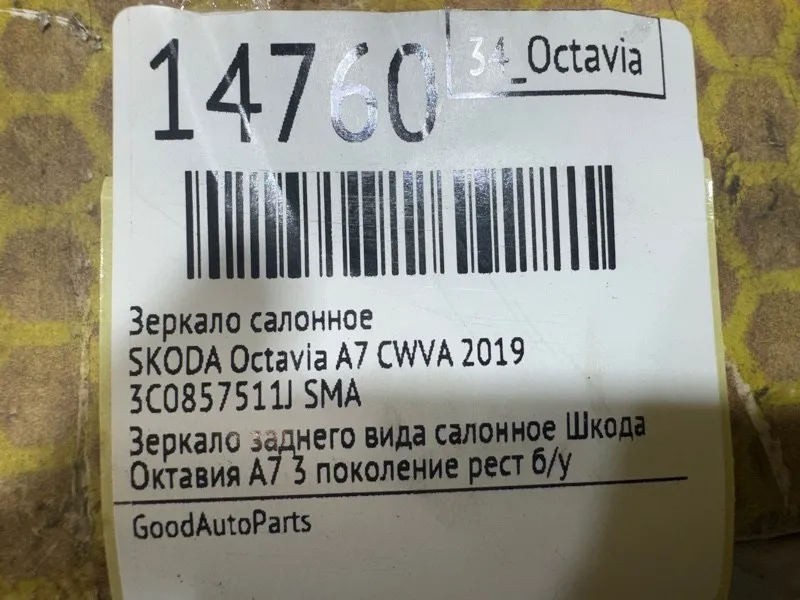 14760
34_Octavia
Зеркало салонное
SKODA Octavia A7 CWVA 2019
3C0857511J SMA
Зеркало заднего вида салонное Шкода
Октавия А7 3 поколение рест б/у
GoodAutoParts